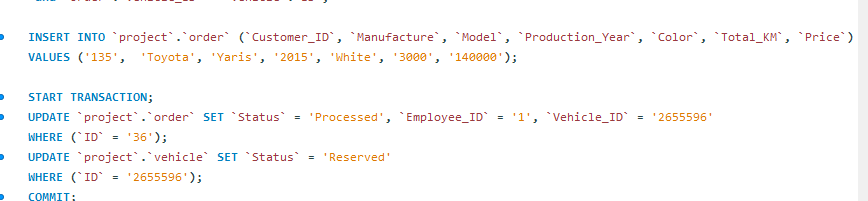 INSERT INTO `project`.`order` (`Customer_ID`, `Manufacture`, `Model`, `Production_Year`, `Color`, `Total_KM`, `Price`)
VALUES ('135',  'Toyota', 'Yaris', '2015', 'White', '3000', '140000');
START TRANSACTION;
UPDATE `project`.`order` SET `Status` = 'Processed', `Employee_ID` = '1', `Vehicle_ID` = '2655596'
WHERE (`ID` = '36');
UPDATE `project`.`vehicle` SET `Status` = 'Reserved'
WHERE (`ID` = '2655596');
COMMIT;